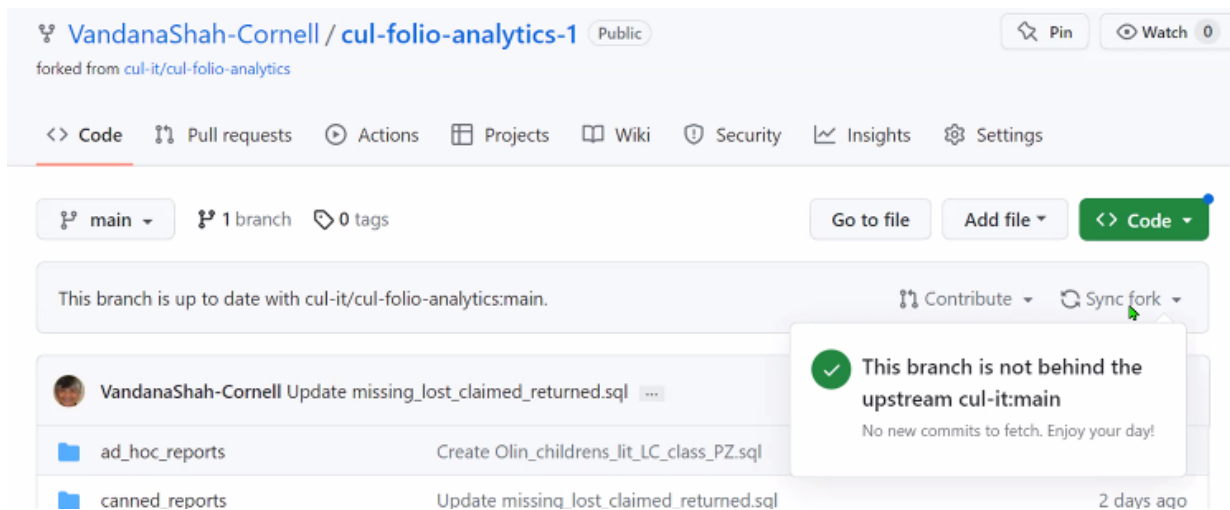 VandanaShah-Cornell / cul-folio-analytics-1 Public Pin Watch 0
forked from cul-it/cul-folio-analytics
<> Code Pull requests Actions Projects Wiki Security Insights Settings
main 1 branch 0 tags Go to file Add file <> Code
This branch is up to date with cul-it/cul-folio-analytics:main. Contribute Sync fork
This branch is not behind the
upstream cul-it:main
No new commits to fetch. Enjoy your day!
VandanaShah-Cornell Update missing_lost_claimed_returned.sql ...
ad_hoc_reports Create Olin_childrens_lit_LC_class_PZ.sql
canned_reports Update missing_lost_claimed_returned.sql 2 days ago